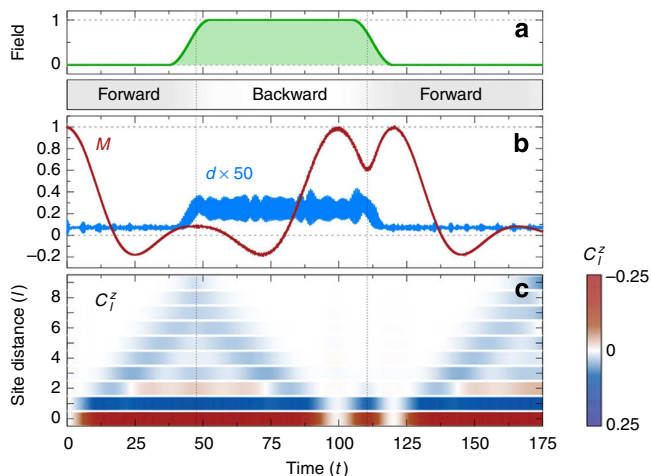 a
Field
1
0
Forward
Backward
Forward
b
M
d × 50
1
0.8
0.6
0.4
0.2
0
−0.2
c
C_l^z
Site distance (l)
8
6
4
2
0
0
25
50
75
100
125
150
175
Time (t)
C_l^z
−0.25
0
0.25